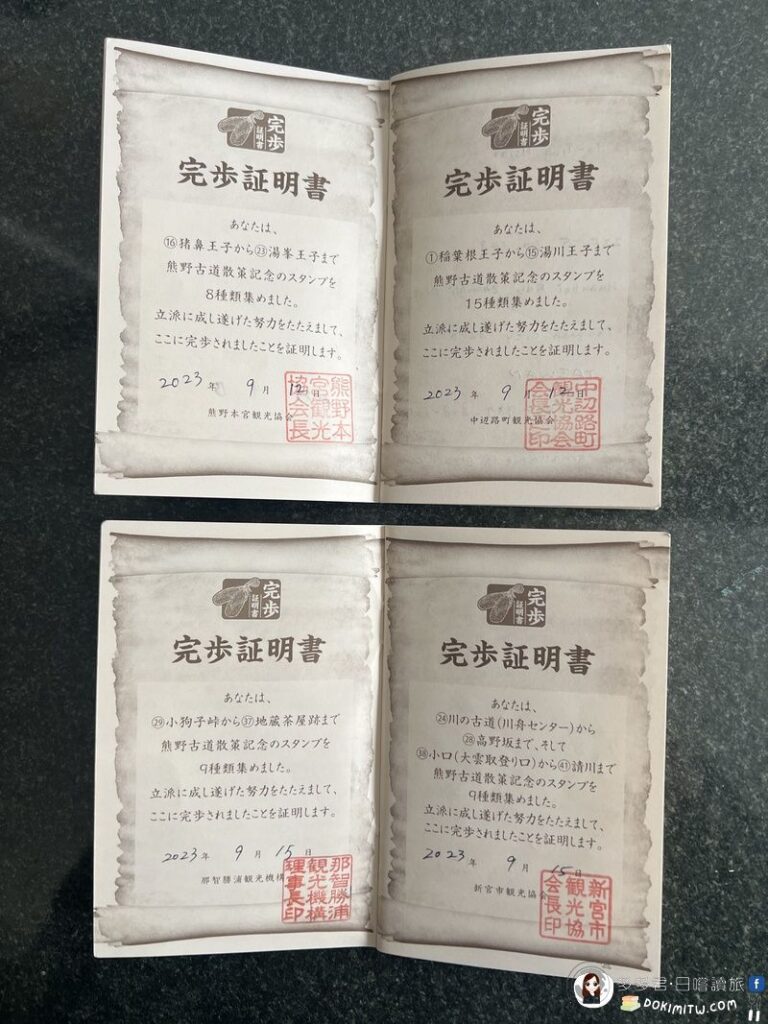 完歩
証明書
完歩証明書
あなたは、
⑯猪鼻王子から㉓湯峯王子まで
熊野古道散策記念のスタンプを
8種類集めました。
立派に成し遂げた努力をたたえまして、
ここに完歩されましたことを証明します。
2023年 9月 12日
熊野本宮観光協会
熊野本
宮観光
協会長
完歩
証明書
完歩証明書
あなたは、
①稲葉根王子から⑮湯川王子まで
熊野古道散策記念のスタンプを
15種類集めました。
立派に成し遂げた努力をたたえまして、
ここに完歩されましたことを証明します。
2023年 9月 12日
中辺路町観光協会
中辺路町
観光協会
会長之印
完歩
証明書
完歩証明書
あなたは、
㉙小狗子峠から㊲地蔵茶屋跡まで
熊野古道散策記念のスタンプを
9種類集めました。
立派に成し遂げた努力をたたえまして、
ここに完歩されましたことを証明します。
2023年 9月 15日
那智勝浦観光機構
那智勝浦
観光機構
理事長印
完歩
証明書
完歩証明書
あなたは、
㉔川の古道(川舟センター)から
㉘高野坂まで、そして
㊳小口(大雲取登り口)から㊶請川まで
熊野古道散策記念のスタンプを
9種類集めました。
立派に成し遂げた努力をたたえまして、
ここに完歩されましたことを証明します。
2023年 9月 15日
新宮市観光協会
新宮市
観光協
会長印
多多君·日嚐讀旅
DOKIMITW.COM